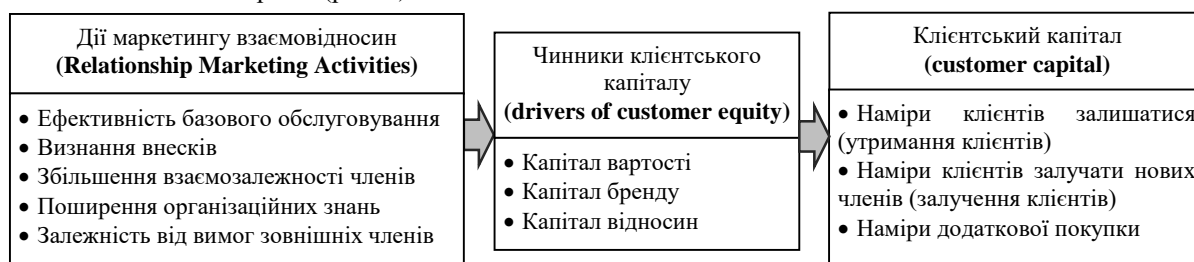 Дії маркетингу взаємовідносин
(Relationship Marketing Activities)
• Ефективність базового обслуговування
• Визнання внесків
• Збільшення взаємозалежності членів
• Поширення організаційних знань
• Залежність від вимог зовнішніх членів
Чинники клієнтського
капіталу
(drivers of customer equity)
• Капітал вартості
• Капітал бренду
• Капітал відносин
Клієнтський капітал
(customer capital)
• Наміри клієнтів залишатися
(утримання клієнтів)
• Наміри клієнтів залучати нових
членів (залучення клієнтів)
• Наміри додаткової покупки